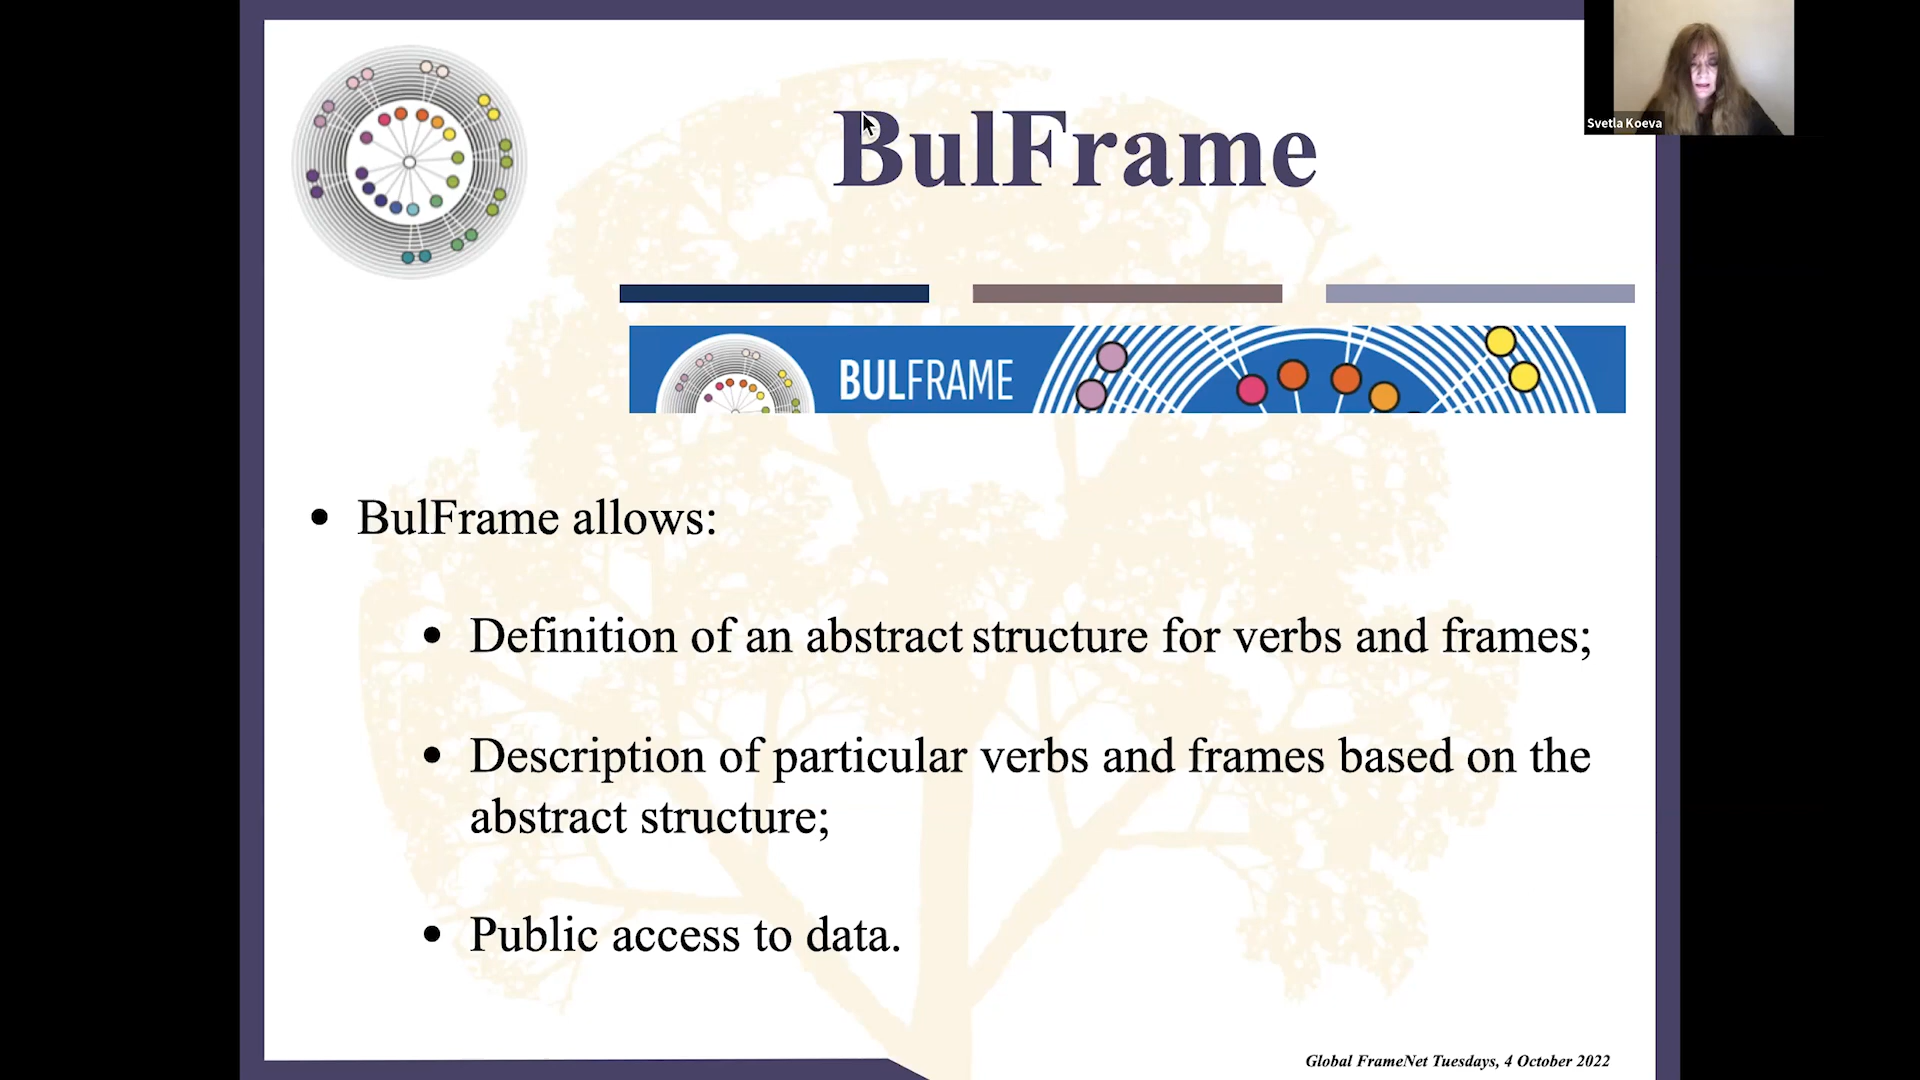 BulFrame
Svetla Koeva
BULFRAME
• BulFrame allows:
• Definition of an abstract structure for verbs and frames;
• Description of particular verbs and frames based on the
abstract structure;
• Public access to data.
Global FrameNet Tuesdays, 4 October 2022